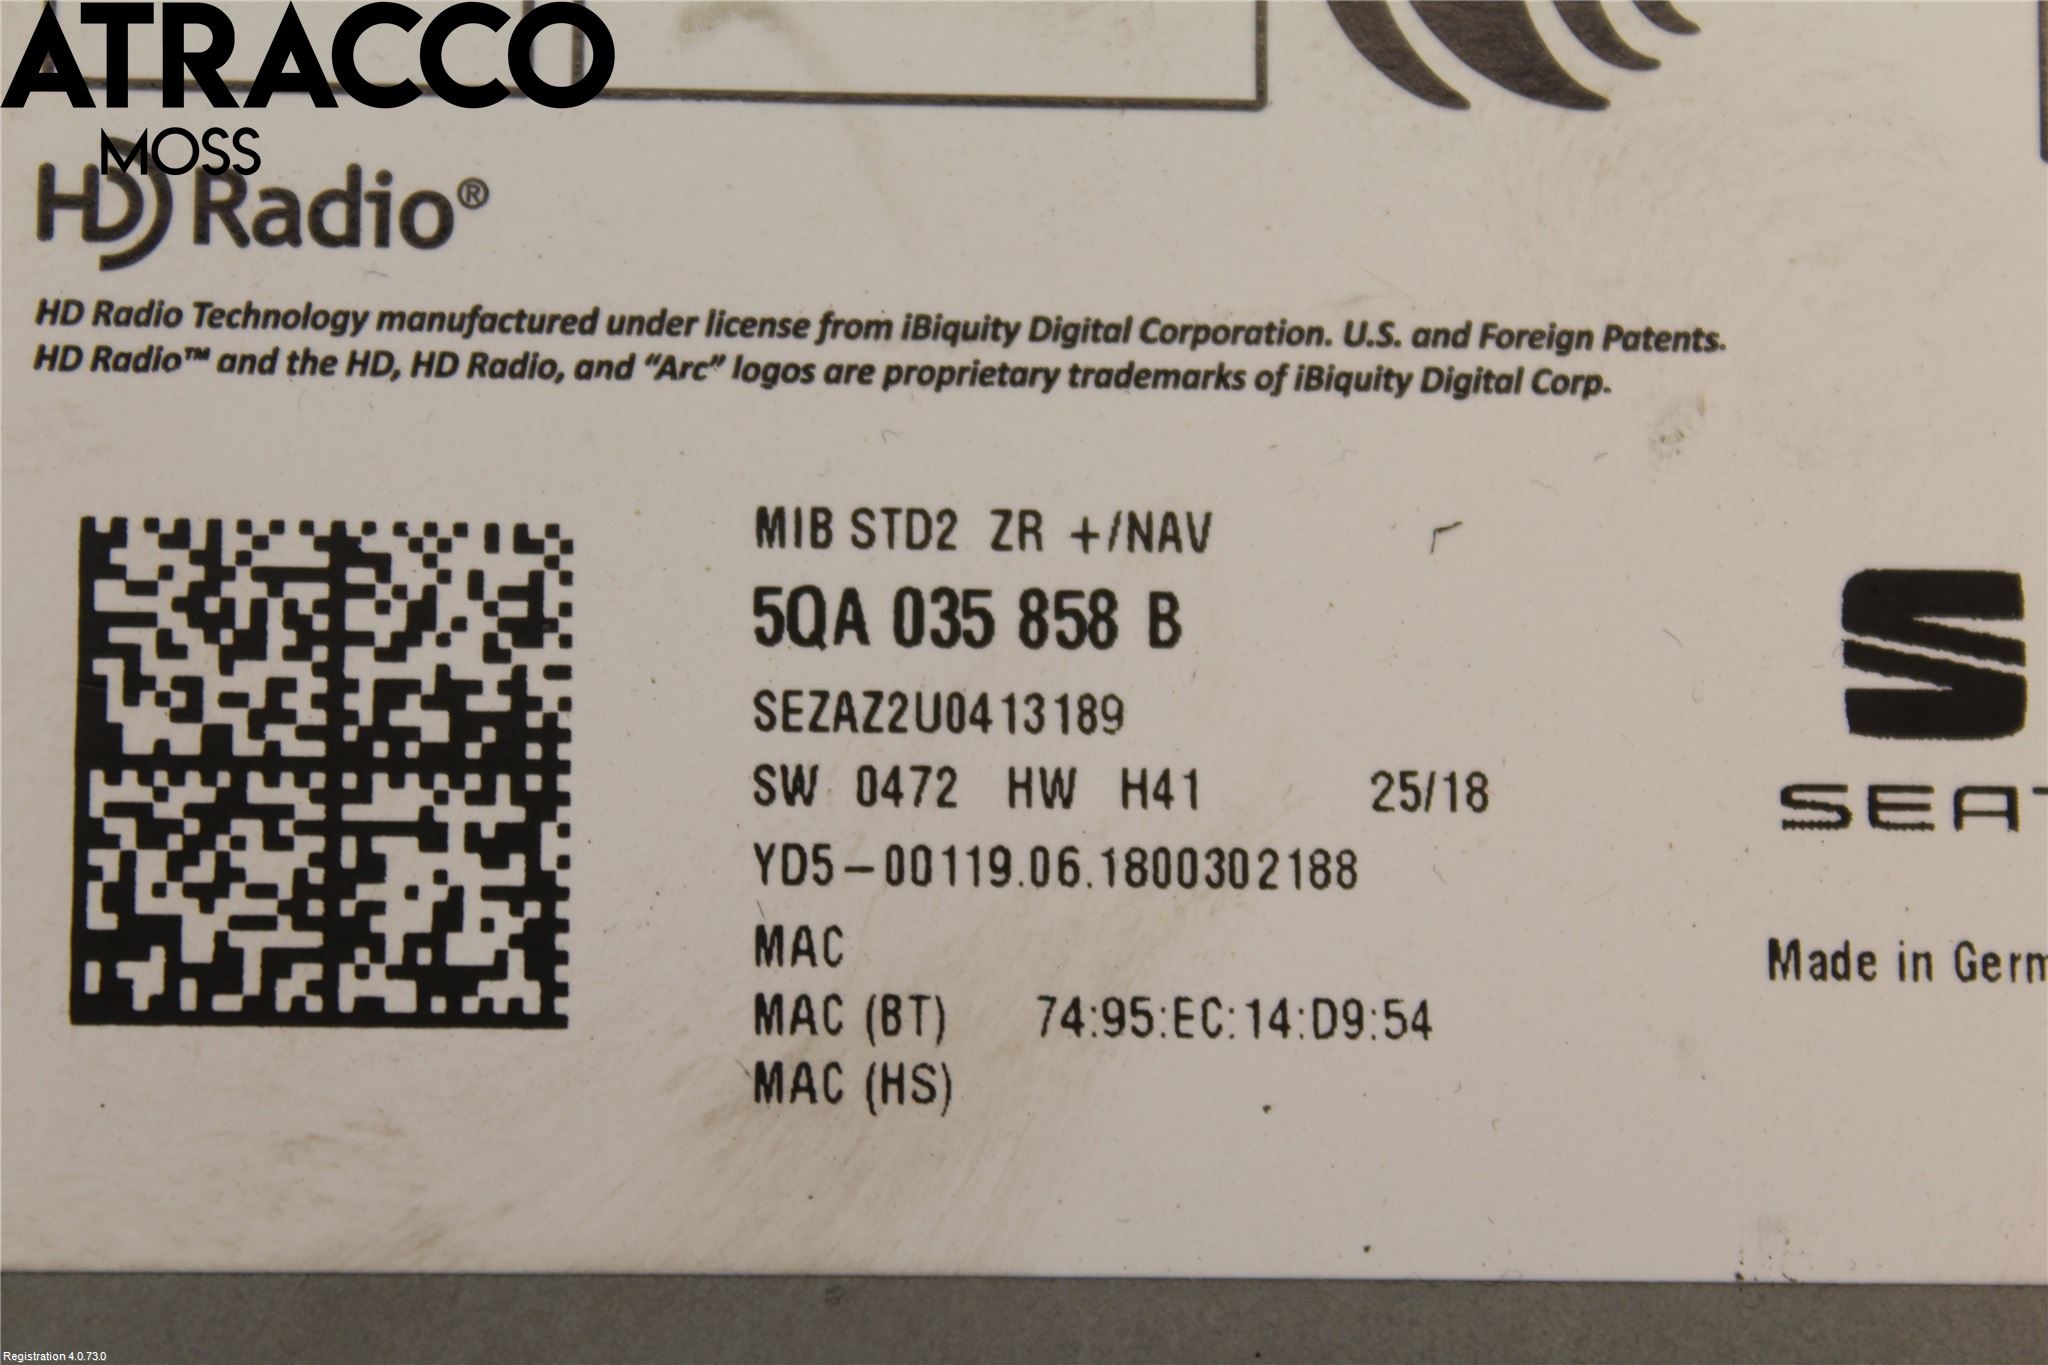 ATRACCO
MOSS
HD Radio®
HD Radio Technology manufactured under license from iBiquity Digital Corporation. U.S. and Foreign Patents.
HD Radio™ and the HD, HD Radio, and “Arc” logos are proprietary trademarks of iBiquity Digital Corp.
MIB STD2 ZR +/NAV
5QA 035 858 B
SEZAZ2U0413189
SW 0472 HW H41 25/18
YD5-00119.06.1800302188
MAC
MAC (BT) 74:95:EC:14:D9:54
MAC (HS)
SEAT
Made in Germ
Registration 4.0.73.0